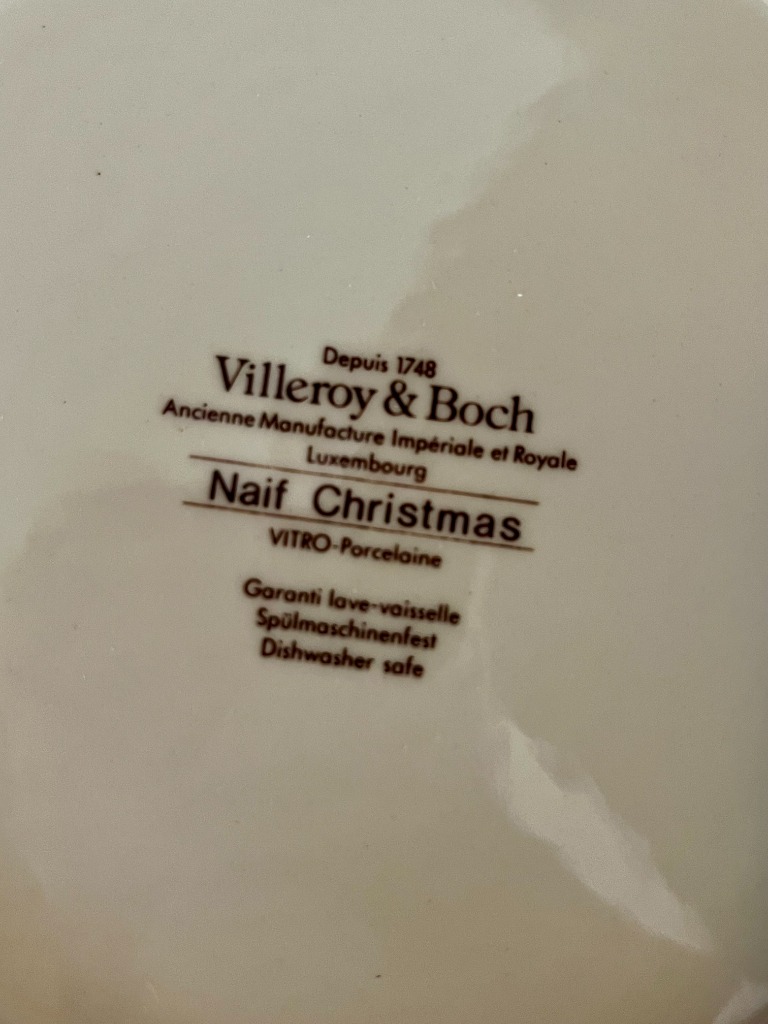 Depuis 1748
Villeroy & Boch
Ancienne Manufacture Impériale et Royale
Luxembourg
Naif Christmas
VITRO-Porcelaine
Garanti lave-vaisselle
Spülmaschinenfest
Dishwasher safe